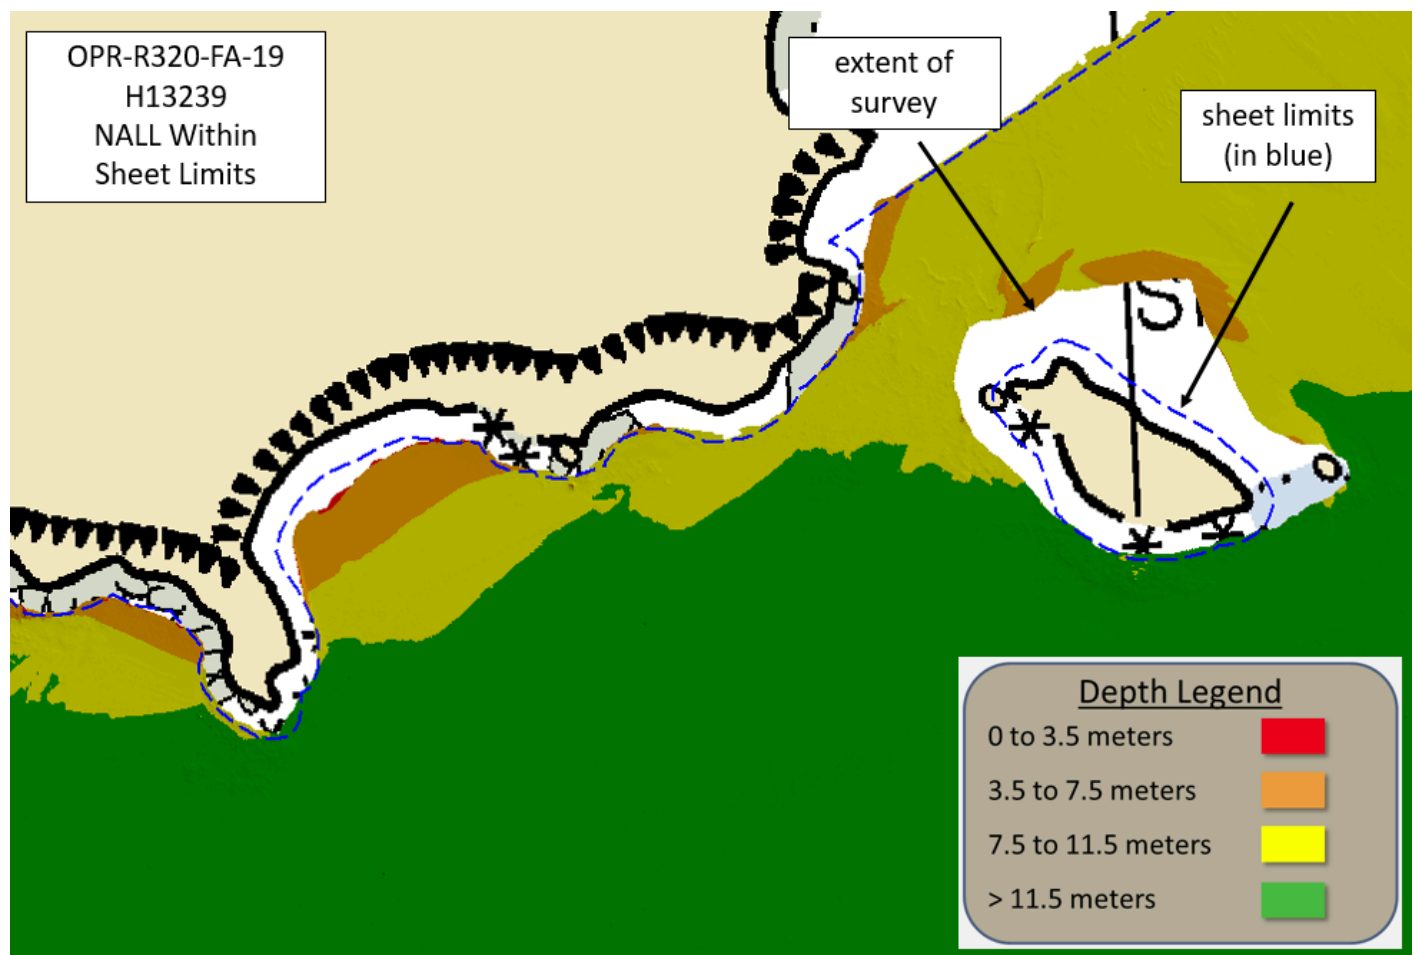 OPR-R320-FA-19
H13239
NALL Within
Sheet Limits
extent of
survey
sheet limits
(in blue)
Depth Legend
0 to 3.5 meters
3.5 to 7.5 meters
7.5 to 11.5 meters
> 11.5 meters